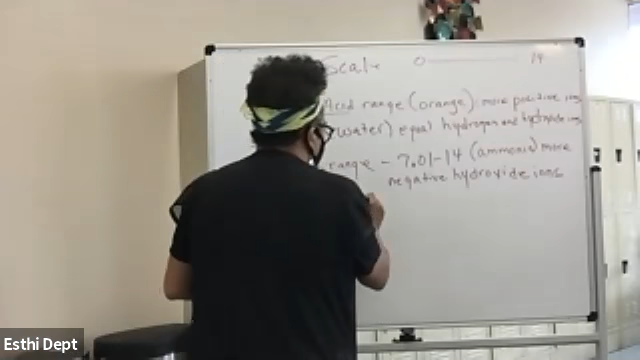 Scale 0 14
Acid range (orange) more positive ions
(water) equal hydrogen and hydroxide ions
range - 7.01-14 (ammonia) more
negative hydroxide ions
Esthi Dept